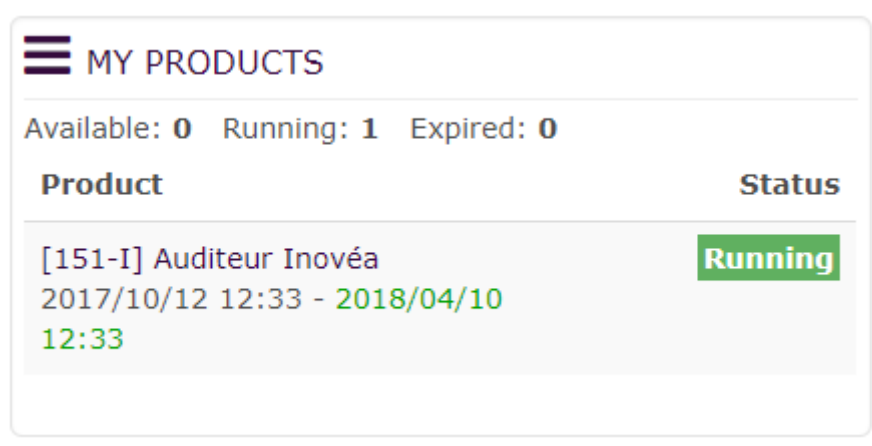 MY PRODUCTS
Available: 0 Running: 1 Expired: 0
Product Status
[151-I] Auditeur Inovéa Running
2017/10/12 12:33 - 2018/04/10
12:33